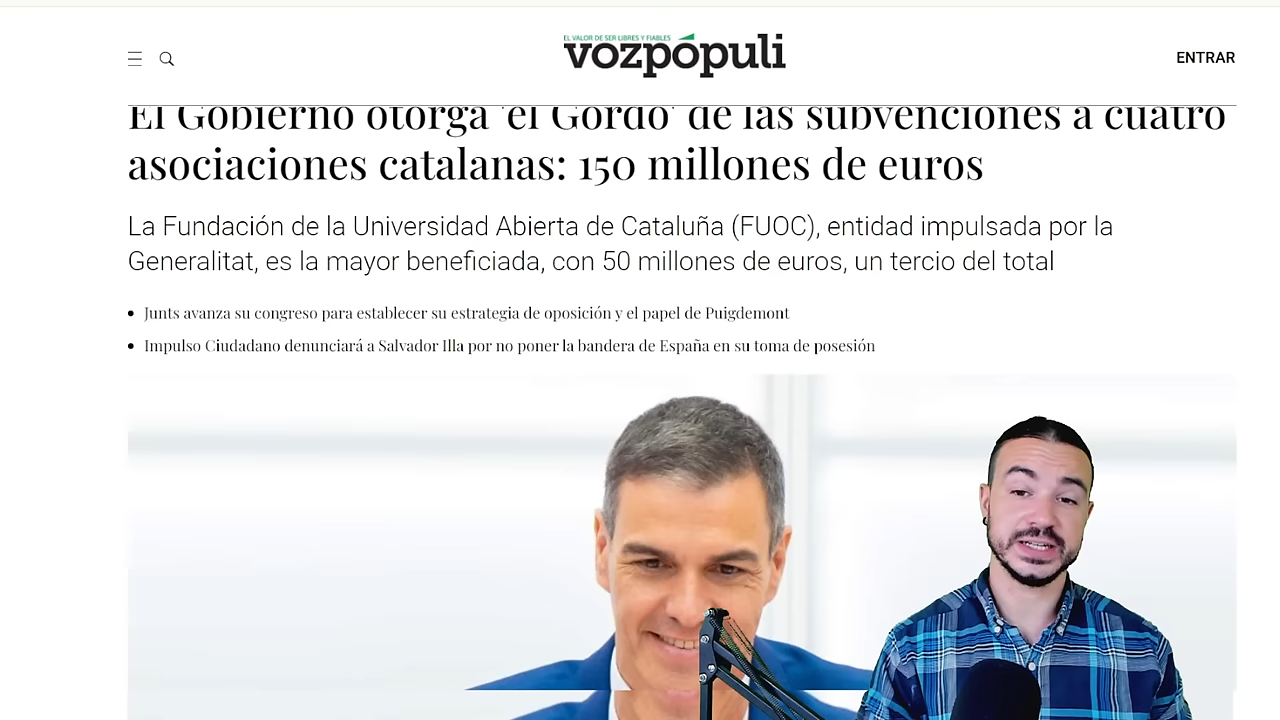 EL VALOR DE SER LIBRES Y FIABLES
vozpópuli
ENTRAR
El Gobierno otorga 'el Gordo' de las subvenciones a cuatro
asociaciones catalanas: 150 millones de euros
La Fundación de la Universidad Abierta de Cataluña (FUOC), entidad impulsada por la
Generalitat, es la mayor beneficiada, con 50 millones de euros, un tercio del total
Junts avanza su congreso para establecer su estrategia de oposición y el papel de Puigdemont
Impulso Ciudadano denunciará a Salvador Illa por no poner la bandera de España en su toma de posesión